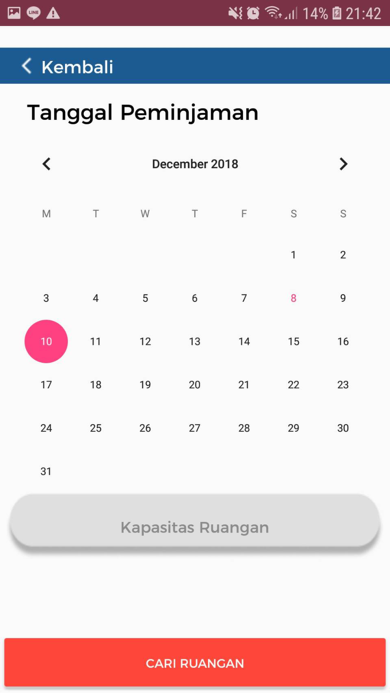 14% 21:42
Kembali
Tanggal Peminjaman
December 2018
M T W T F S S
1 2
3 4 5 6 7 8 9
10 11 12 13 14 15 16
17 18 19 20 21 22 23
24 25 26 27 28 29 30
31
Kapasitas Ruangan
CARI RUANGAN